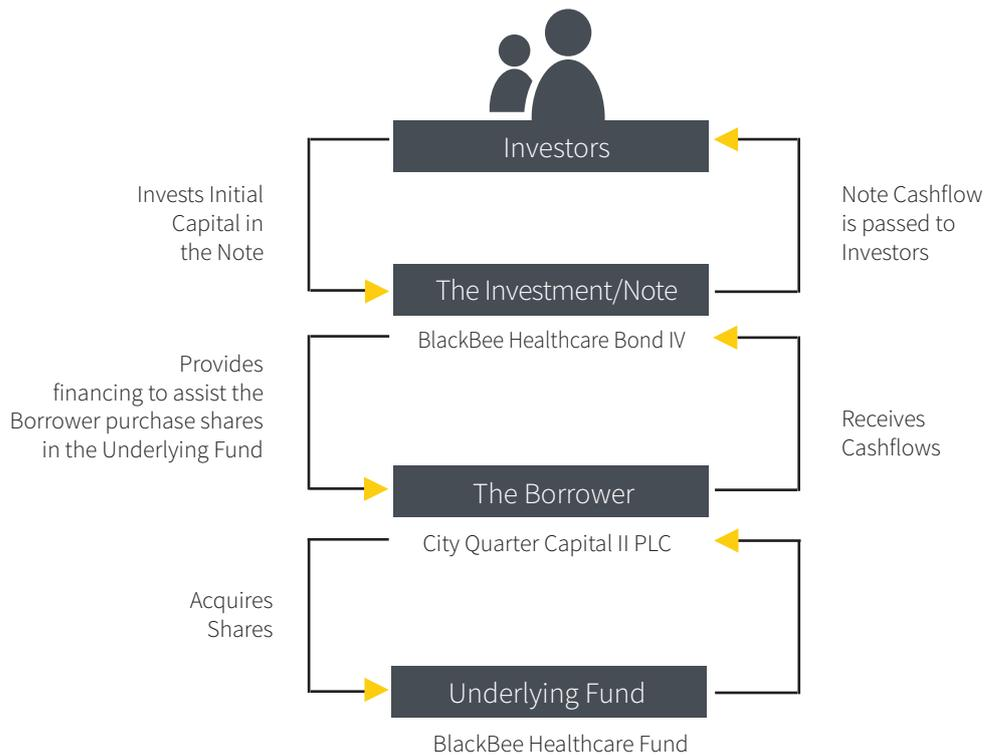 Investors
Invests Initial
Capital in
the Note
Note Cashflow
is passed to
Investors
The Investment/Note
BlackBee Healthcare Bond IV
Provides
financing to assist the
Borrower purchase shares
in the Underlying Fund
Receives
Cashflows
The Borrower
City Quarter Capital II PLC
Acquires
Shares
Underlying Fund
BlackBee Healthcare Fund